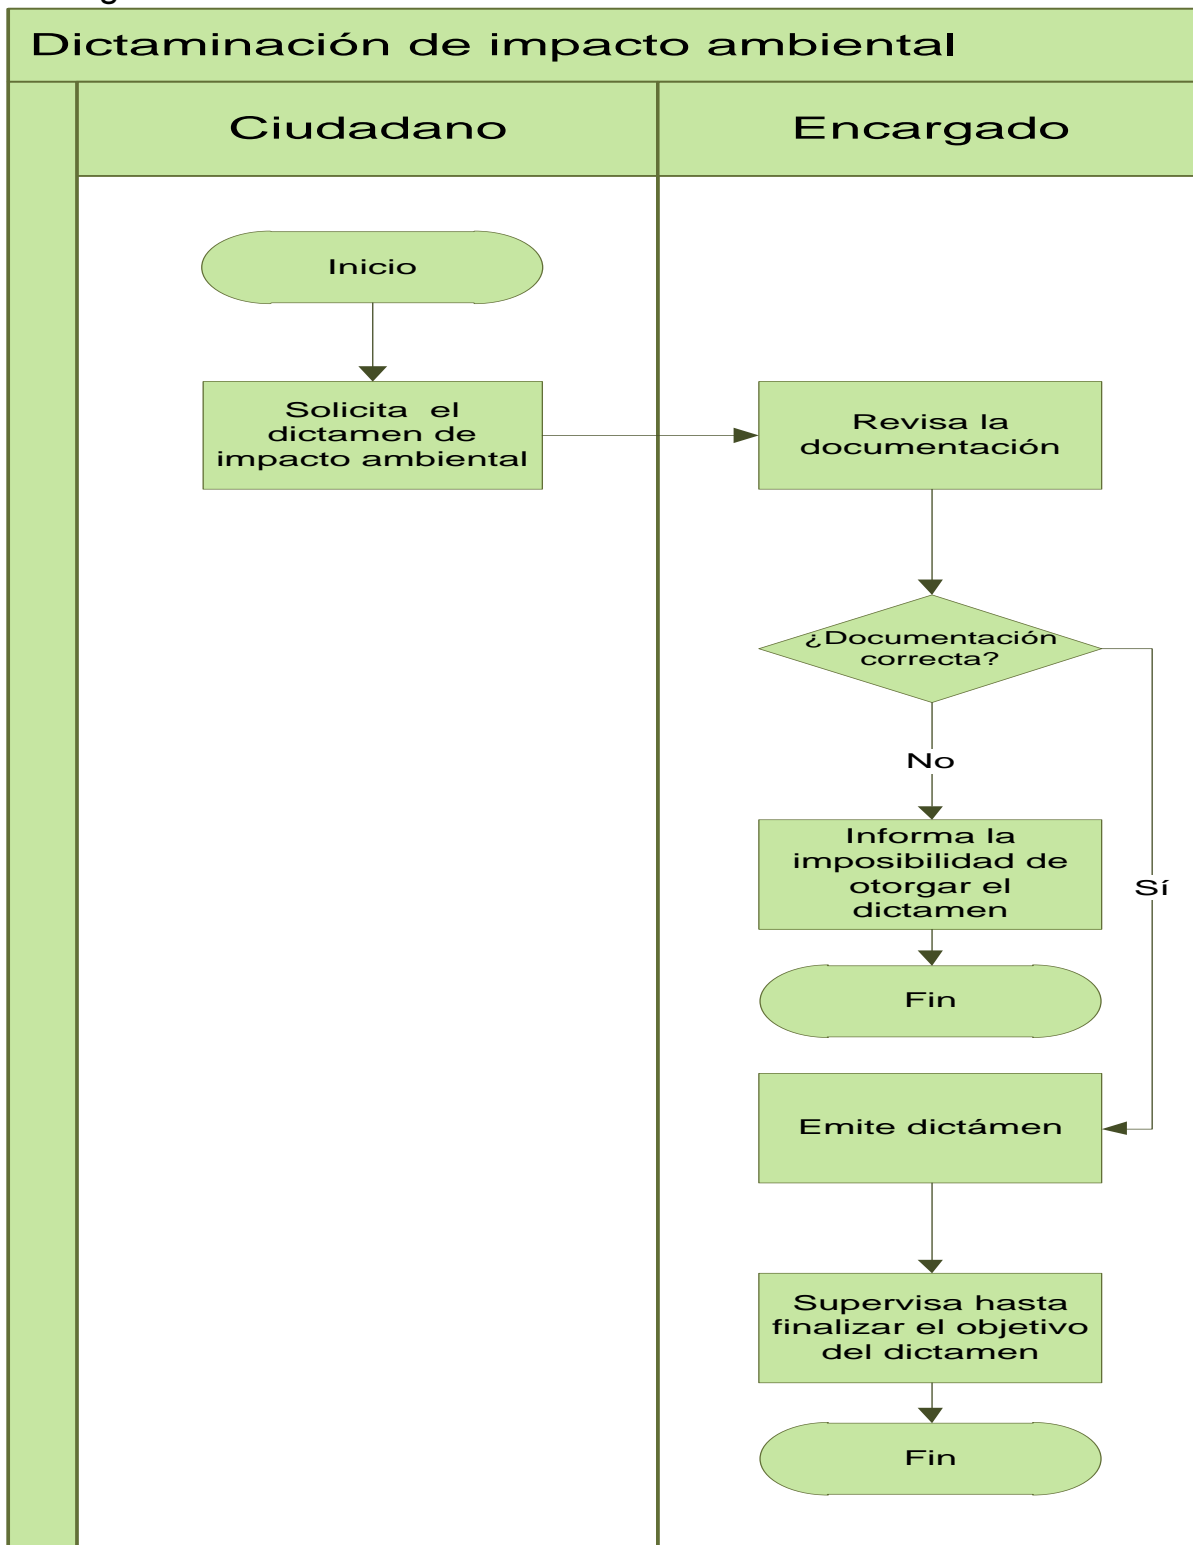 Dictaminación de impacto ambiental
Ciudadano
Encargado
Inicio
Solicita el
dictamen de
impacto ambiental
Revisa la
documentación
¿Documentación
correcta?
No
Informa la
imposibilidad de
otorgar el
dictamen
Sí
Fin
Emite dictámen
Supervisa hasta
finalizar el objetivo
del dictamen
Fin